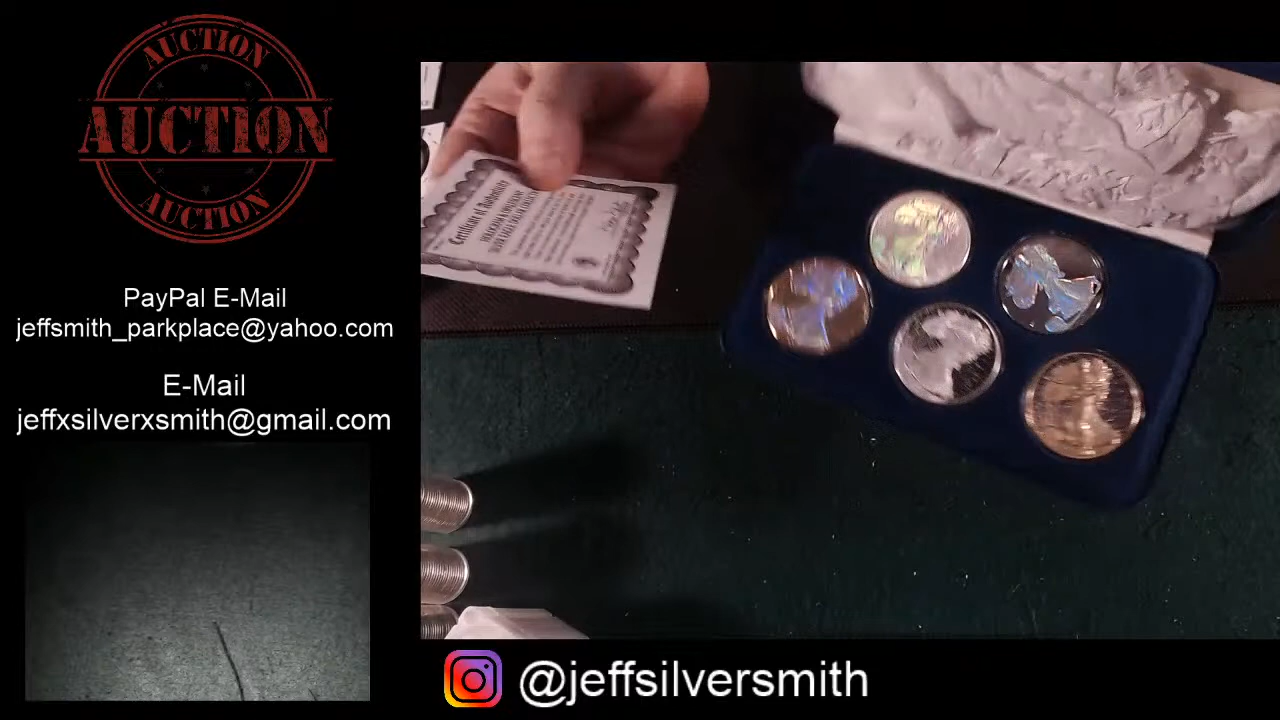 AUCTION
AUCTION
AUCTION
PayPal E-Mail
jeffsmith_parkplace@yahoo.com
E-Mail
jeffxsilverxsmith@gmail.com
Certificate of Authenticity
@jeffsilversmith